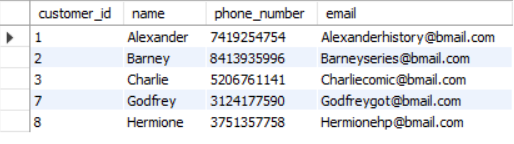 customer_id name phone_number email
1 Alexander 7419254754 Alexanderhistory@bmail.com
2 Barney 8413935996 Barneyseries@bmail.com
3 Charlie 5206761141 Charliecomic@bmail.com
7 Godfrey 3124177590 Godfreygot@bmail.com
8 Hermione 3751357758 Hermionehp@bmail.com